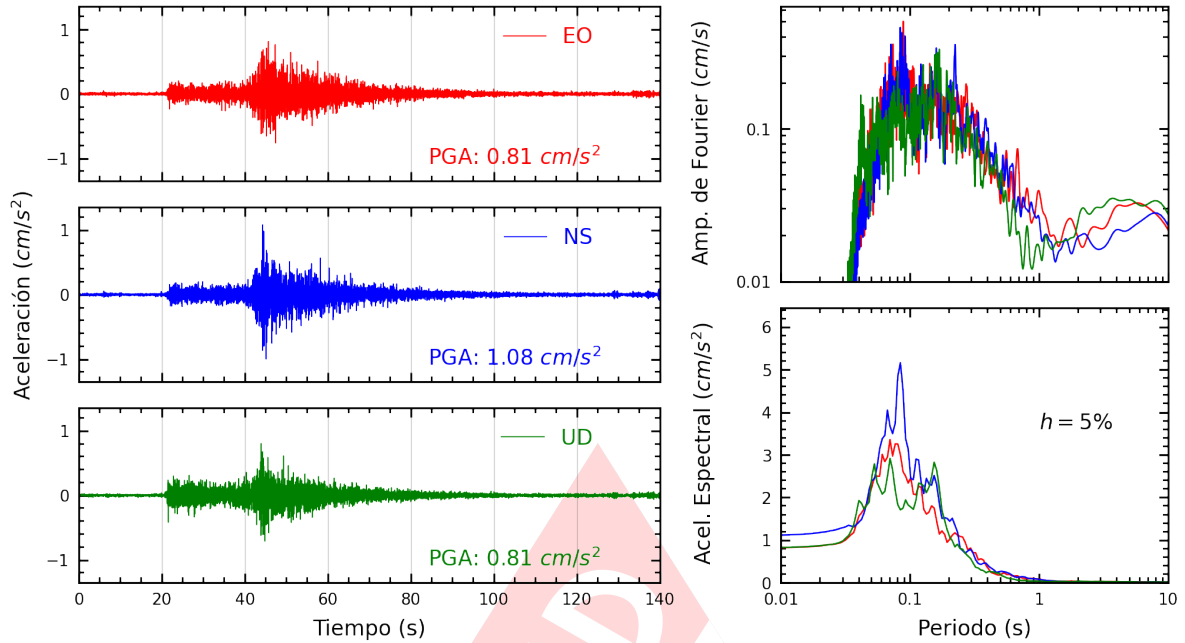 Aceleración (cm/s²)
1
0
−1
EO
PGA: 0.81 cm/s²
1
0
−1
NS
PGA: 1.08 cm/s²
1
0
−1
UD
PGA: 0.81 cm/s²
0 20 40 60 80 100 120 140
Tiempo (s)
Amp. de Fourier (cm/s)
0.1
0.01
Acel. Espectral (cm/s²)
6
5
4
3
2
1
0
h = 5%
0.01 0.1 1 10
Periodo (s)